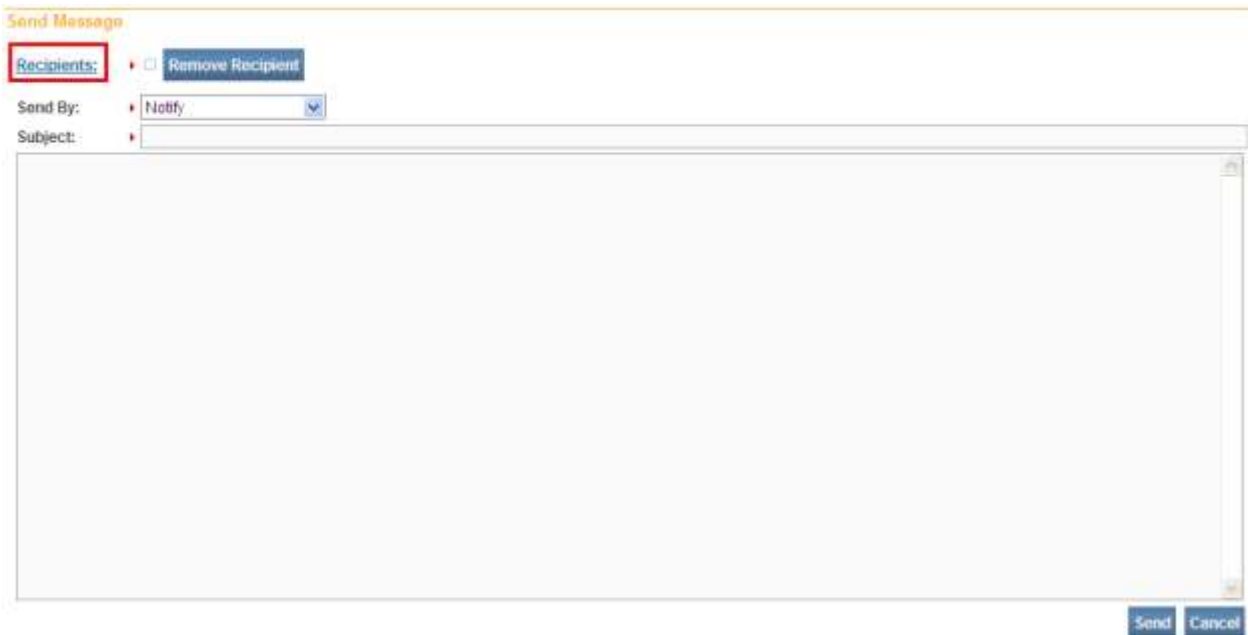 Send Message
Recipients: Remove Recipient
Send By: Notify
Subject:
Send Cancel